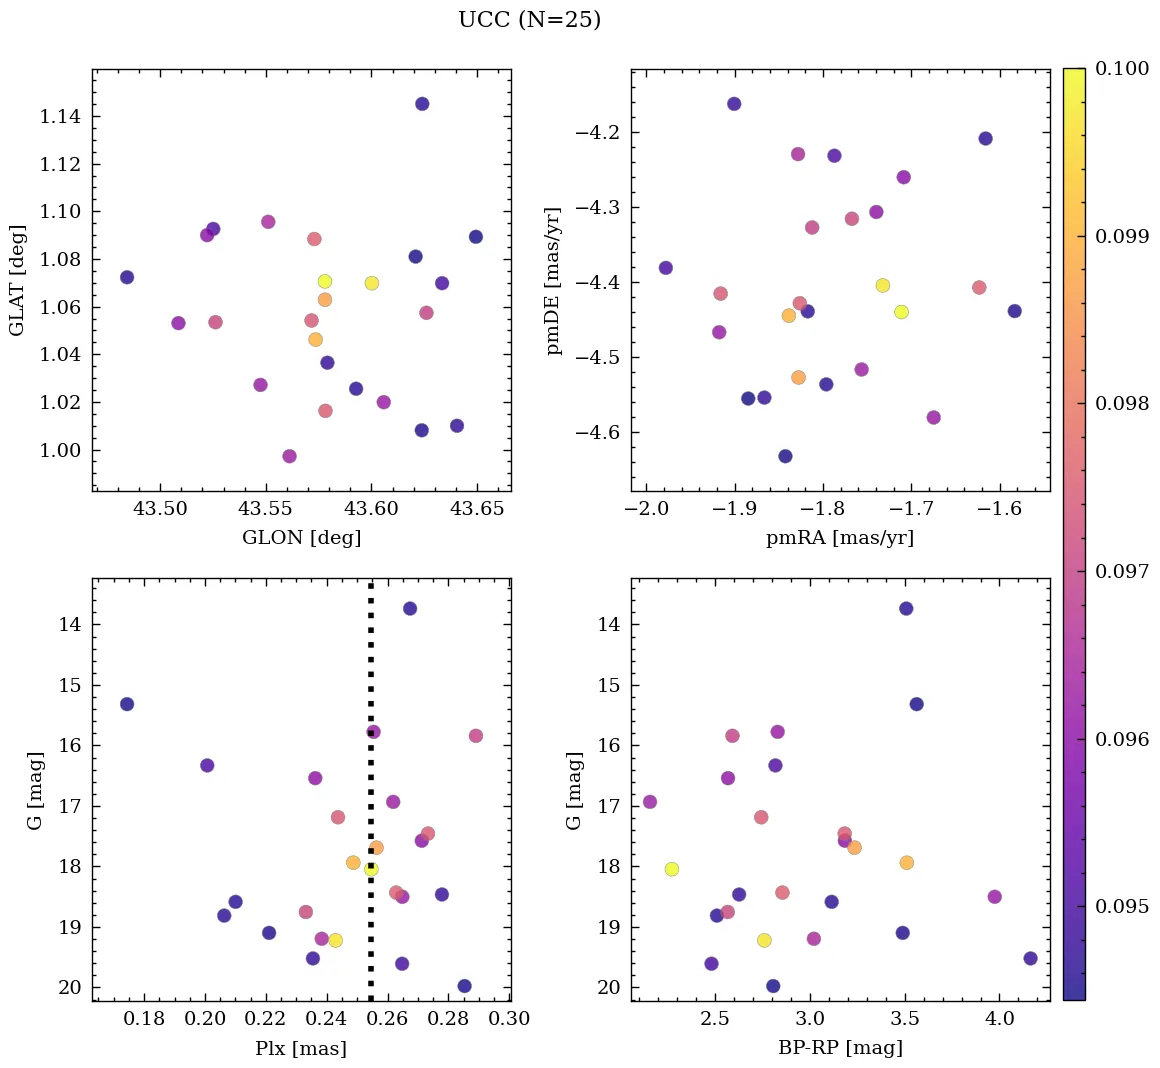 UCC (N=25)
1.14
1.12
1.10
1.08
1.06
1.04
1.02
1.00
GLAT [deg]
43.50 43.55 43.60 43.65
GLON [deg]
−4.2
−4.3
−4.4
−4.5
−4.6
pmDE [mas/yr]
−2.0 −1.9 −1.8 −1.7 −1.6
pmRA [mas/yr]
14
15
16
17
18
19
20
G [mag]
0.18 0.20 0.22 0.24 0.26 0.28 0.30
Plx [mas]
14
15
16
17
18
19
20
G [mag]
2.5 3.0 3.5 4.0
BP-RP [mag]
0.100
0.099
0.098
0.097
0.096
0.095